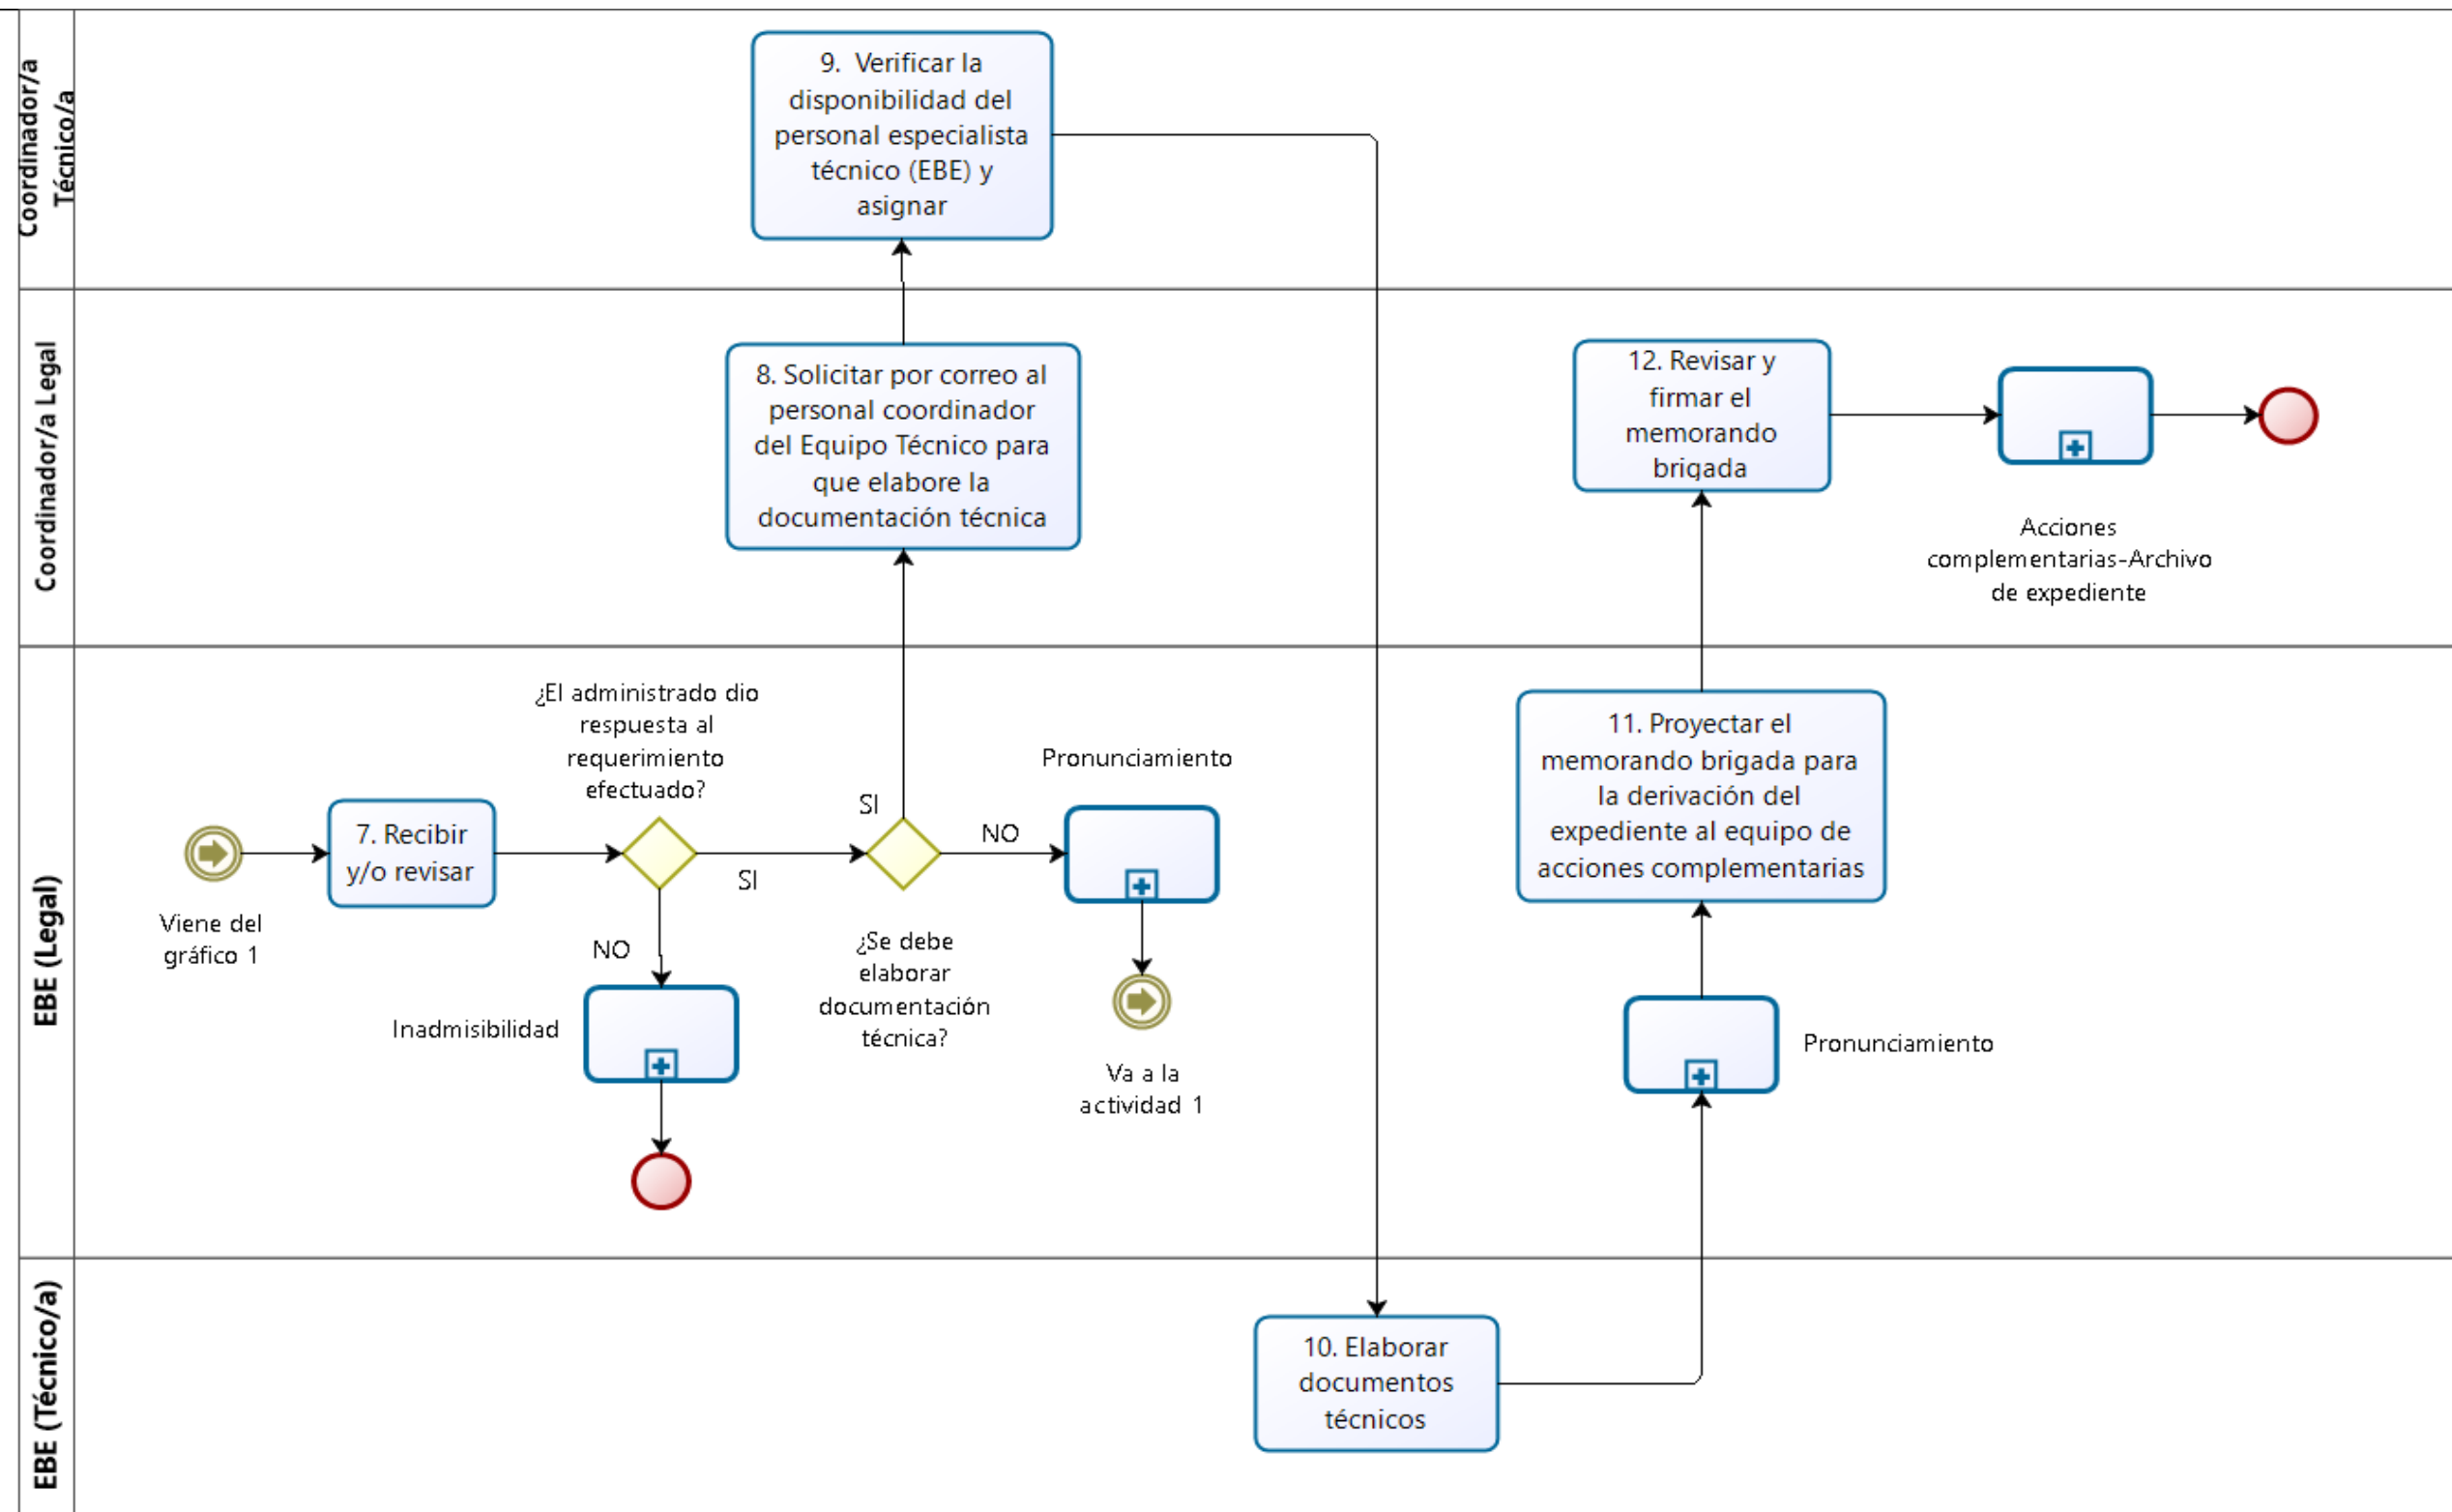 Coordinador/a
Técnico/a
9.  Verificar la
disponibilidad del
personal especialista
técnico (EBE) y
asignar
Coordinador/a Legal
8. Solicitar por correo al
personal coordinador
del Equipo Técnico para
que elabore la
documentación técnica
12. Revisar y
firmar el
memorando
brigada
Acciones
complementarias-Archivo
de expediente
EBE (Legal)
Viene del
gráfico 1
7. Recibir
y/o revisar
¿El administrado dio
respuesta al
requerimiento
efectuado?
NO
SI
Inadmisibilidad
SI
NO
¿Se debe
elaborar
documentación
técnica?
Pronunciamiento
Va a la
actividad 1
11. Proyectar el
memorando brigada para
la derivación del
expediente al equipo de
acciones complementarias
Pronunciamiento
EBE (Técnico/a)
10. Elaborar
documentos
técnicos